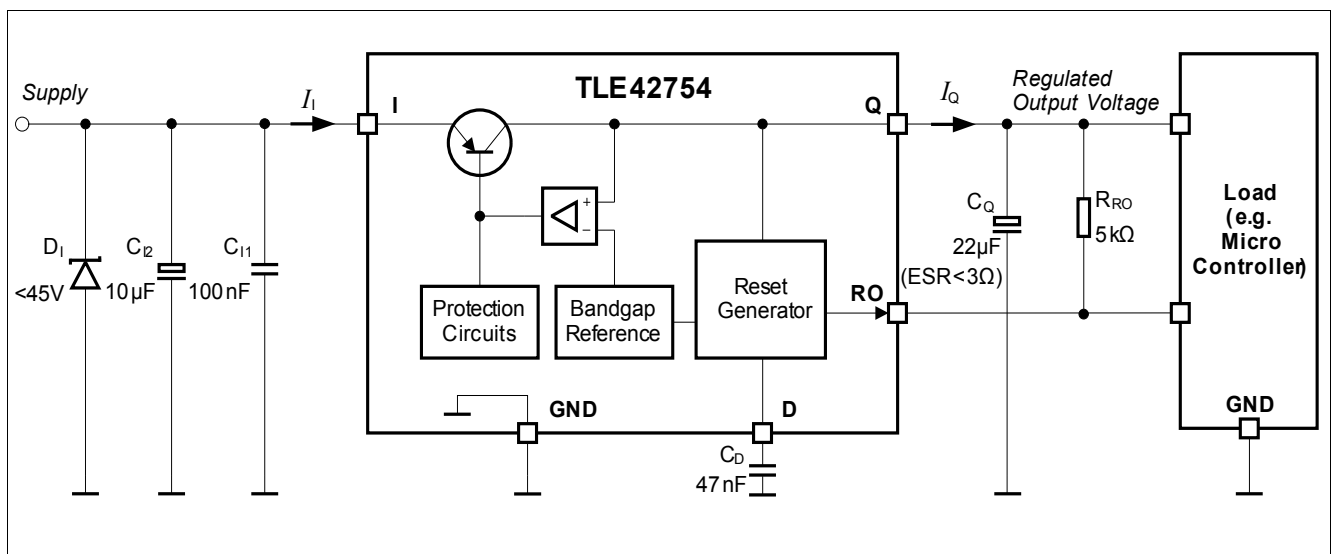 TLE42754
Supply
I_I
I
Q
I_Q
Regulated
Output Voltage
D_I
<45V
C_I2
10µF
C_I1
100nF
+
−
Protection
Circuits
Bandgap
Reference
Reset
Generator
RO
C_Q
22µF
(ESR<3Ω)
R_RO
5kΩ
Load
(e.g.
Micro
Controller)
GND
D
GND
C_D
47nF